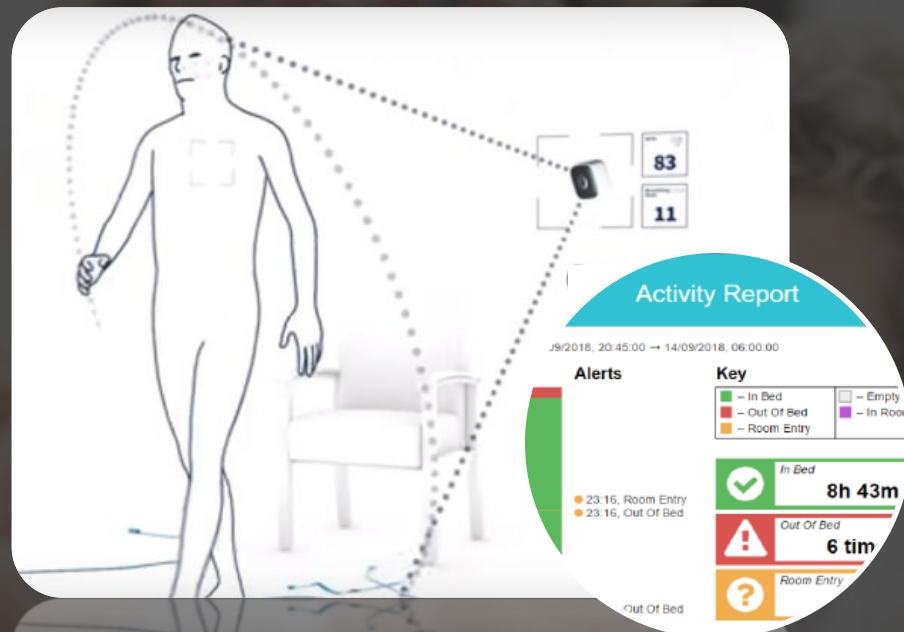 83
11
Activity Report
09/2018, 20:45:00 → 14/09/2018, 06:00:00
Alerts
Key
– In Bed
– Empty
– Out Of Bed
– In Roo
– Room Entry
In Bed
8h 43m
23:16, Room Entry
23:16, Out Of Bed
Out Of Bed
6 tim
Room Entry
Out Of Bed